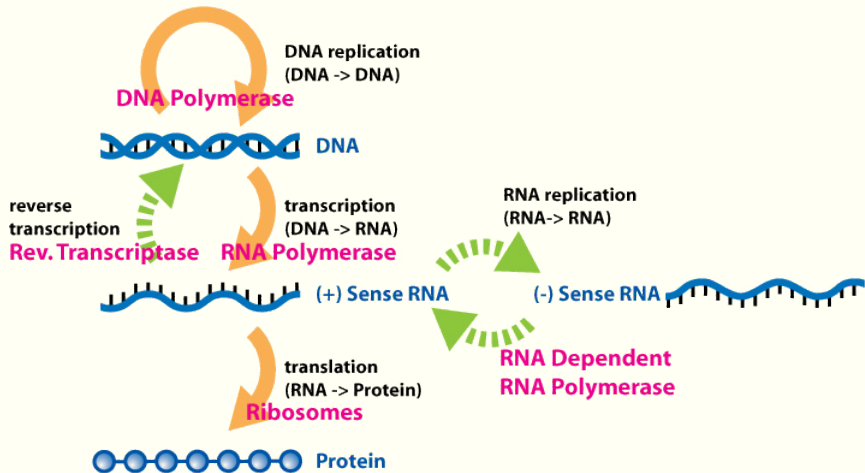 DNA replication
(DNA -> DNA)
DNA Polymerase
DNA
reverse
transcription
Rev. Transcriptase
transcription
(DNA -> RNA)
RNA Polymerase
RNA replication
(RNA-> RNA)
(+) Sense RNA
(-) Sense RNA
RNA Dependent
RNA Polymerase
translation
(RNA -> Protein)
Ribosomes
Protein